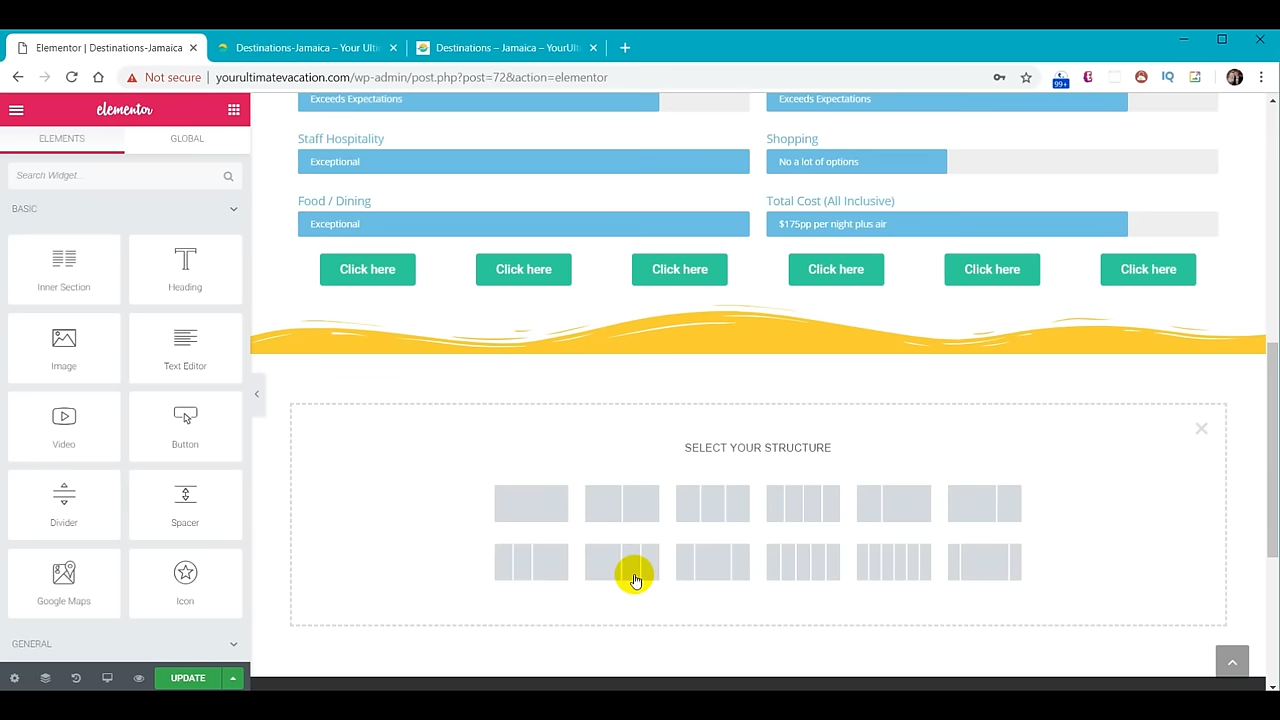 Elementor | Destinations-Jamaica
Destinations-Jamaica – Your Ulti
Destinations – Jamaica – YourUlti
Not secure
yourultimatevacation.com/wp-admin/post.php?post=72&action=elementor
99+
IQ
elementor
ELEMENTS
GLOBAL
Search Widget...
BASIC
Inner Section
Heading
Image
Text Editor
Video
Button
Divider
Spacer
Google Maps
Icon
GENERAL
UPDATE
Exceeds Expectations
Exceeds Expectations
Staff Hospitality
Shopping
Exceptional
No a lot of options
Food / Dining
Total Cost (All Inclusive)
Exceptional
$175pp per night plus air
Click here
Click here
Click here
Click here
Click here
Click here
SELECT YOUR STRUCTURE